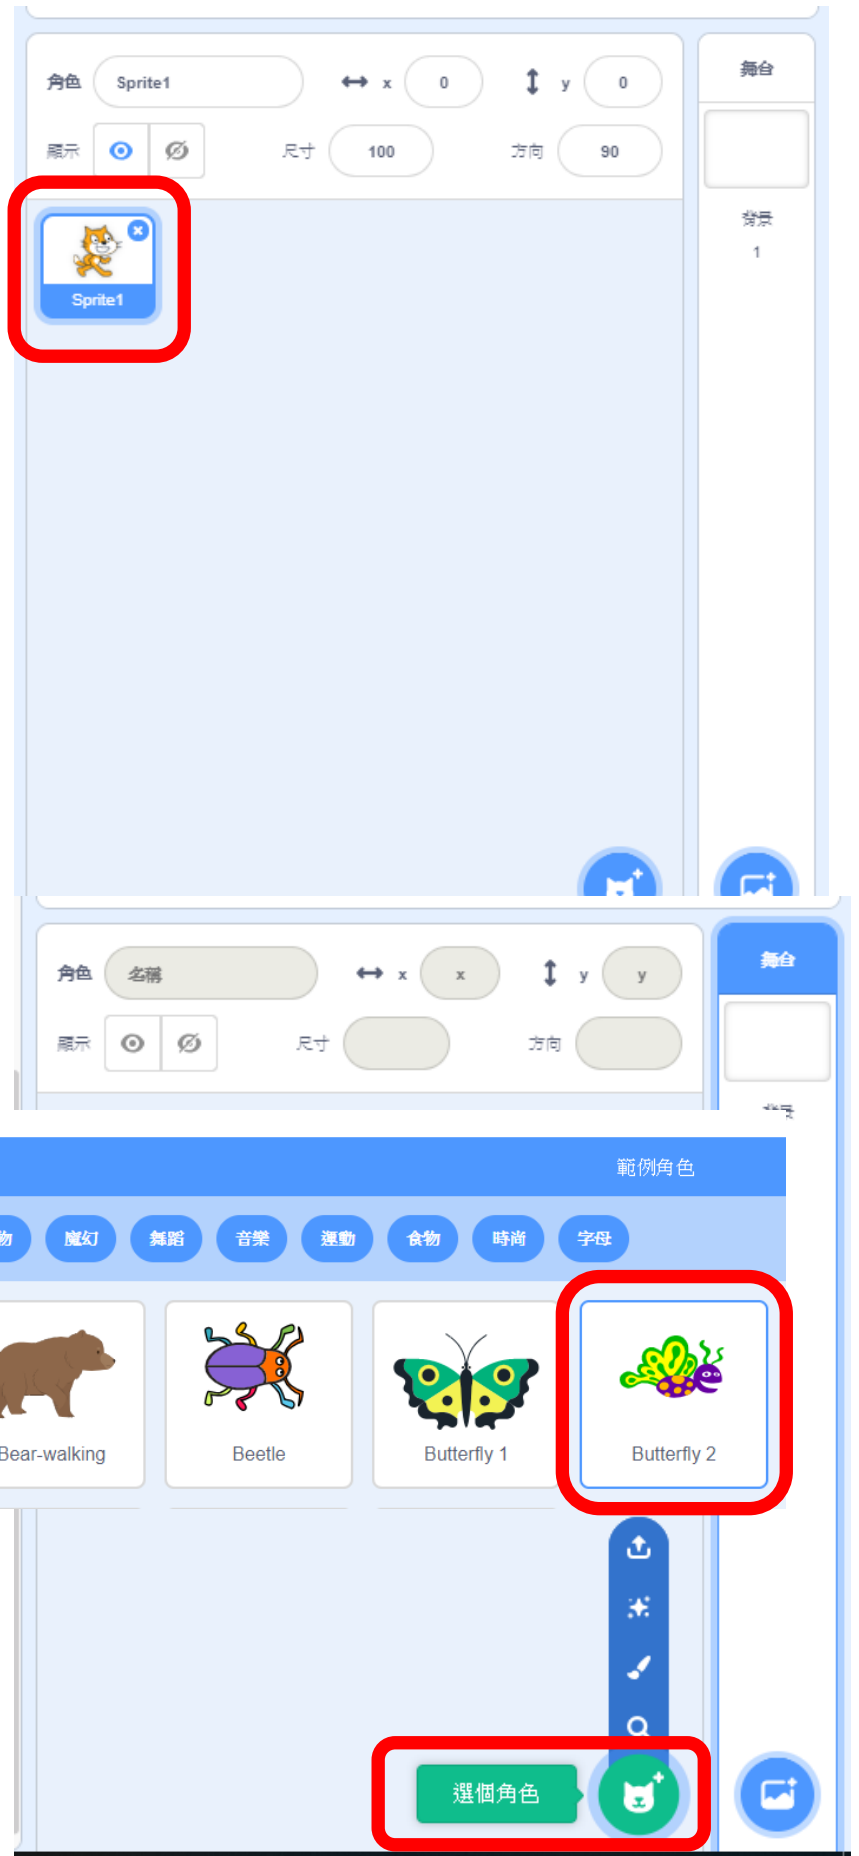 角色 Sprite1 x 0 y 0
顯示 尺寸 100 方向 90
舞台
背景
1
Sprite1
角色 名稱 x x y y
顯示 尺寸 方向
舞台
背景
範例角色
物 魔幻 舞蹈 音樂 運動 食物 時尚 字母
Bear-walking Beetle Butterfly 1 Butterfly 2
選個角色